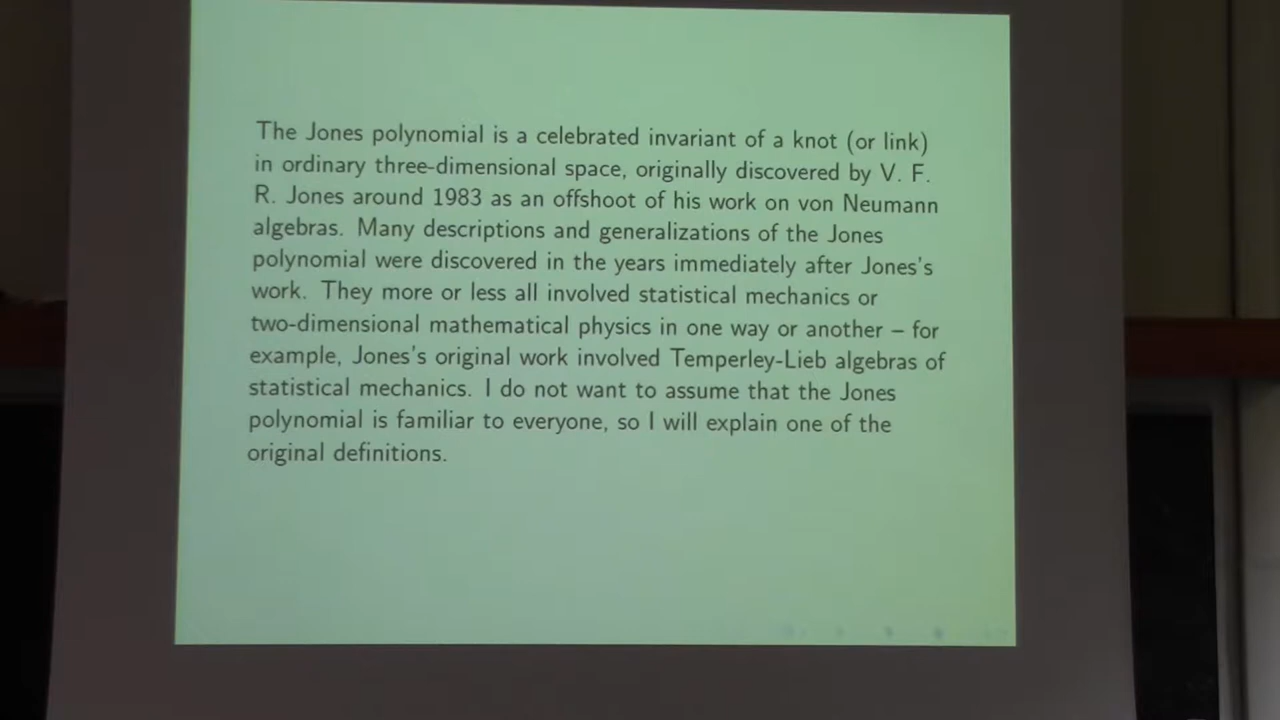 The Jones polynomial is a celebrated invariant of a knot (or link)
in ordinary three-dimensional space, originally discovered by V. F.
R. Jones around 1983 as an offshoot of his work on von Neumann
algebras. Many descriptions and generalizations of the Jones
polynomial were discovered in the years immediately after Jones's
work. They more or less all involved statistical mechanics or
two-dimensional mathematical physics in one way or another – for
example, Jones's original work involved Temperley-Lieb algebras of
statistical mechanics. I do not want to assume that the Jones
polynomial is familiar to everyone, so I will explain one of the
original definitions.